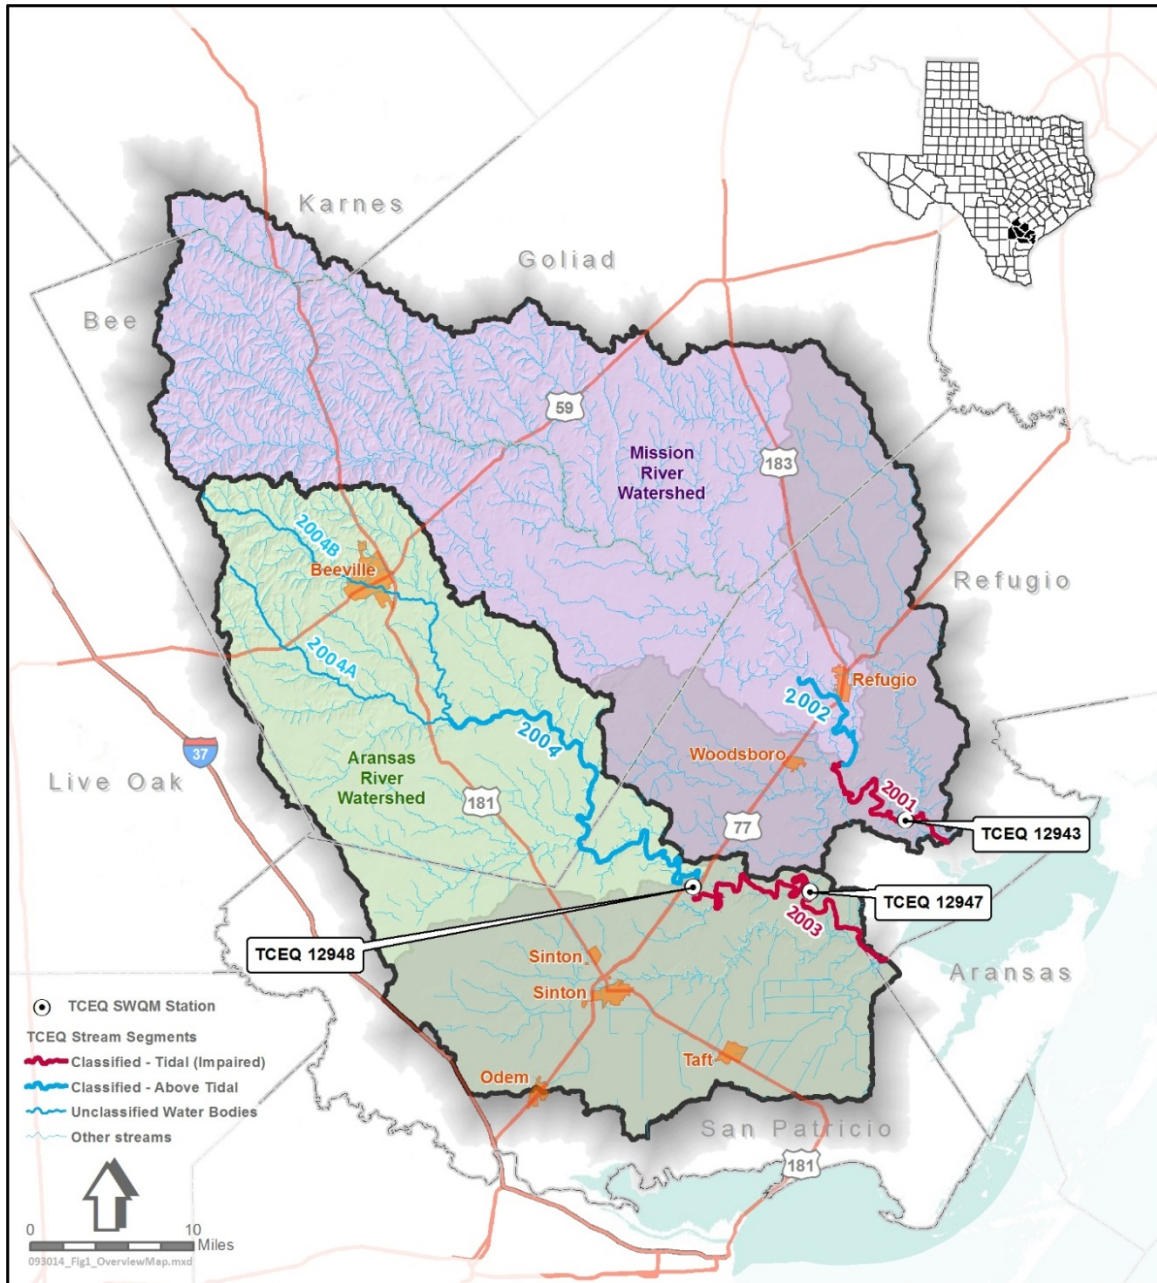 Karnes
Goliad
Bee
59
Mission
River
Watershed
183
2004B
Beeville
Refugio
2004A
Refugio
2002
2004
37
Woodsboro
Live Oak
Aransas
River
Watershed
2001
181
77
TCEQ 12943
TCEQ 12947
2003
TCEQ 12948
Sinton
Aransas
Sinton
TCEQ SWQM Station
TCEQ Stream Segments
Classified - Tidal (Impaired)
Taft
Odem
Classified - Above Tidal
Unclassified Water Bodies
San Patricio
Other streams
181
0 10
Miles
093014_Fig1_OverviewMap.mxd